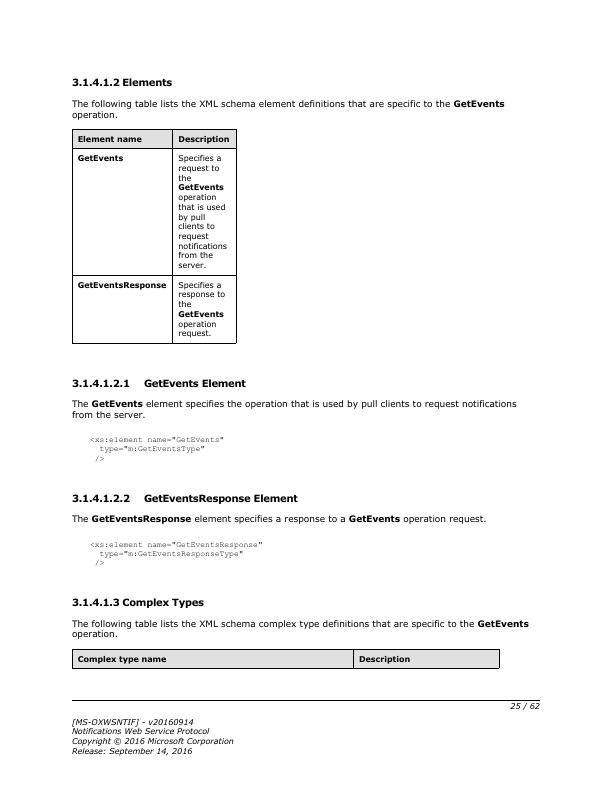 3.1.4.1.2 Elements
The following table lists the XML schema element definitions that are specific to the GetEvents
operation.
Element name Description
GetEvents Specifies a
request to
the
GetEvents
operation
that is used
by pull
clients to
request
notifications
from the
server.
GetEventsResponse Specifies a
response to
the
GetEvents
operation
request.
3.1.4.1.2.1 GetEvents Element
The GetEvents element specifies the operation that is used by pull clients to request notifications
from the server.
<xs:element name="GetEvents"
type="m:GetEventsType"
/>
3.1.4.1.2.2 GetEventsResponse Element
The GetEventsResponse element specifies a response to a GetEvents operation request.
<xs:element name="GetEventsResponse"
type="m:GetEventsResponseType"
/>
3.1.4.1.3 Complex Types
The following table lists the XML schema complex type definitions that are specific to the GetEvents
operation.
Complex type name Description
25 / 62
[MS-OXWSNTIF] - v20160914
Notifications Web Service Protocol
Copyright © 2016 Microsoft Corporation
Release: September 14, 2016